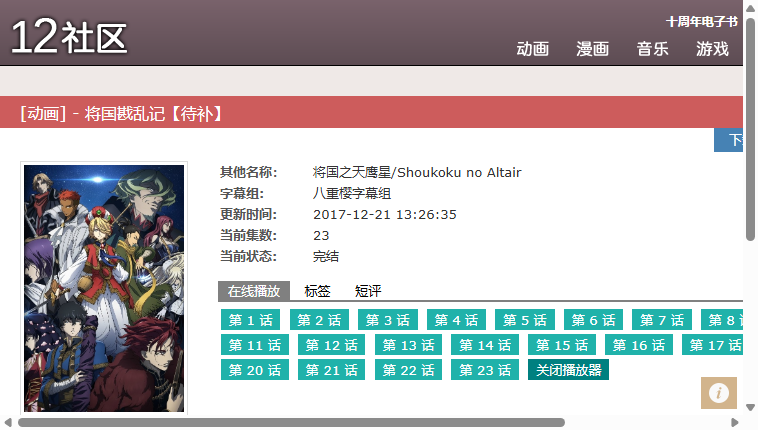 12社区
十周年电子书
动画 漫画 音乐 游戏
[动画] - 将国戡乱记【待补】
其他名称: 将国之天鹰星/Shoukoku no Altair
字幕组: 八重樱字幕组
更新时间: 2017-12-21 13:26:35
当前集数: 23
当前状态: 完结
在线播放 标签 短评
第 1 话 第 2 话 第 3 话 第 4 话 第 5 话 第 6 话 第 7 话 第 8
第 11 话 第 12 话 第 13 话 第 14 话 第 15 话 第 16 话 第 17 话
第 20 话 第 21 话 第 22 话 第 23 话 关闭播放器